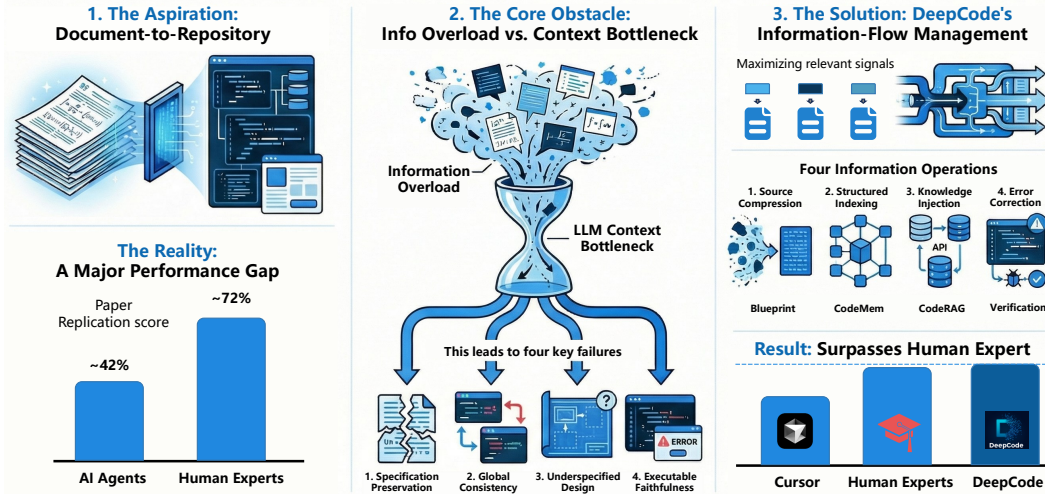 1. The Aspiration:
Document-to-Repository
The Reality:
A Major Performance Gap
Paper
Replication score
~42%
~72%
AI Agents
Human Experts
2. The Core Obstacle:
Info Overload vs. Context Bottleneck
Information
Overload
LLM Context
Bottleneck
This leads to four key failures
ERROR
1. Specification
Preservation
2. Global
Consistency
3. Underspecified
Design
4. Executable
Faithfulness
3. The Solution: DeepCode's
Information-Flow Management
Maximizing relevant signals
Four Information Operations
1. Source
Compression
2. Structured
Indexing
3. Knowledge
Injection
4. Error
Correction
API
Blueprint
CodeMem
CodeRAG
Verification
Result: Surpasses Human Expert
DeepCode
Cursor
Human Experts
DeepCode